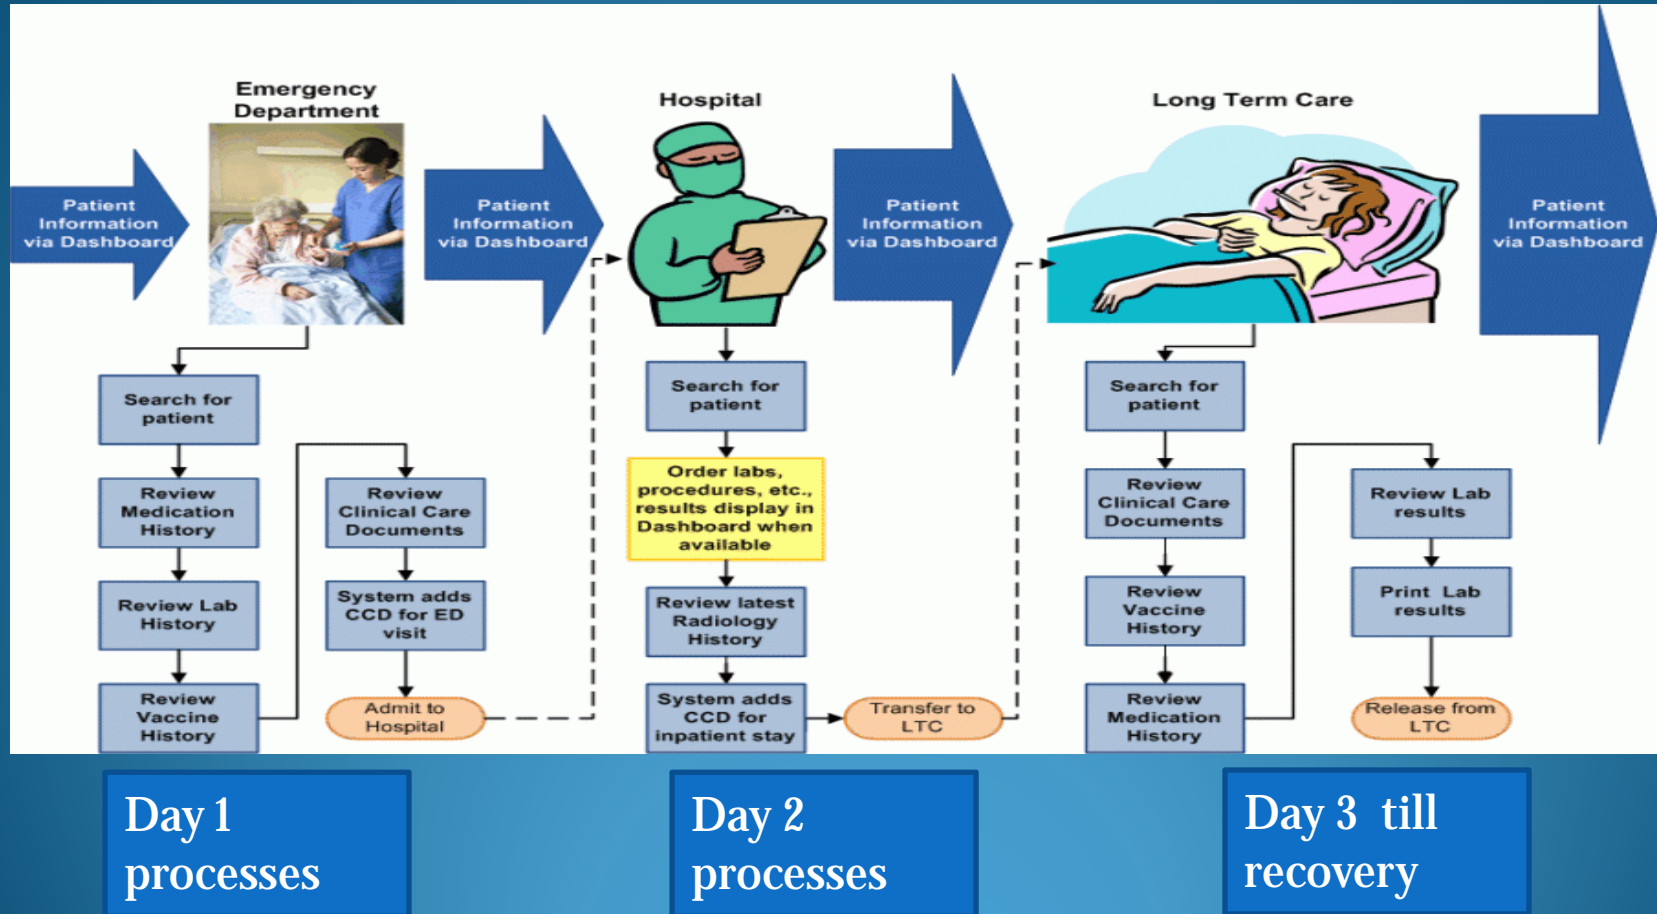 Emergency
Department
Hospital
Long Term Care
Patient
Information
via Dashboard
Patient
Information
via Dashboard
Patient
Information
via Dashboard
Patient
Information
via Dashboard
Search for
patient
Review
Medication
History
Review Lab
History
Review
Vaccine
History
Review
Clinical Care
Documents
System adds
CCD for ED
visit
Admit to
Hospital
Search for
patient
Order labs,
procedures, etc.,
results display in
Dashboard when
available
Review latest
Radiology
History
System adds
CCD for
inpatient stay
Transfer to
LTC
Search for
patient
Review
Clinical Care
Documents
Review
Vaccine
History
Review
Medication
History
Review Lab
results
Print Lab
results
Release from
LTC
Day 1
processes
Day 2
processes
Day 3 till
recovery